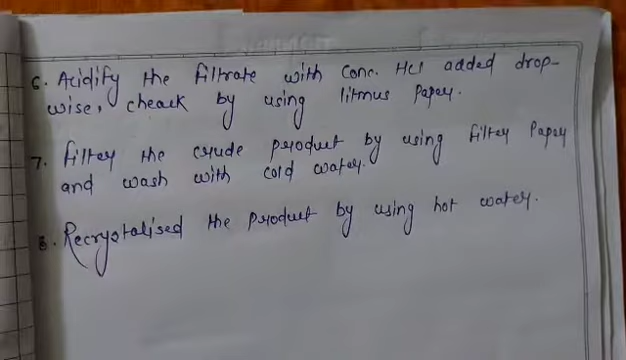 6. Acidify the filtrate with conc. HCl added drop-
wise, cheack by using litmus paper.
7. filter the crude product by using filter Paper
and wash with cold water.
8. Recrystalised the product by using hot water.